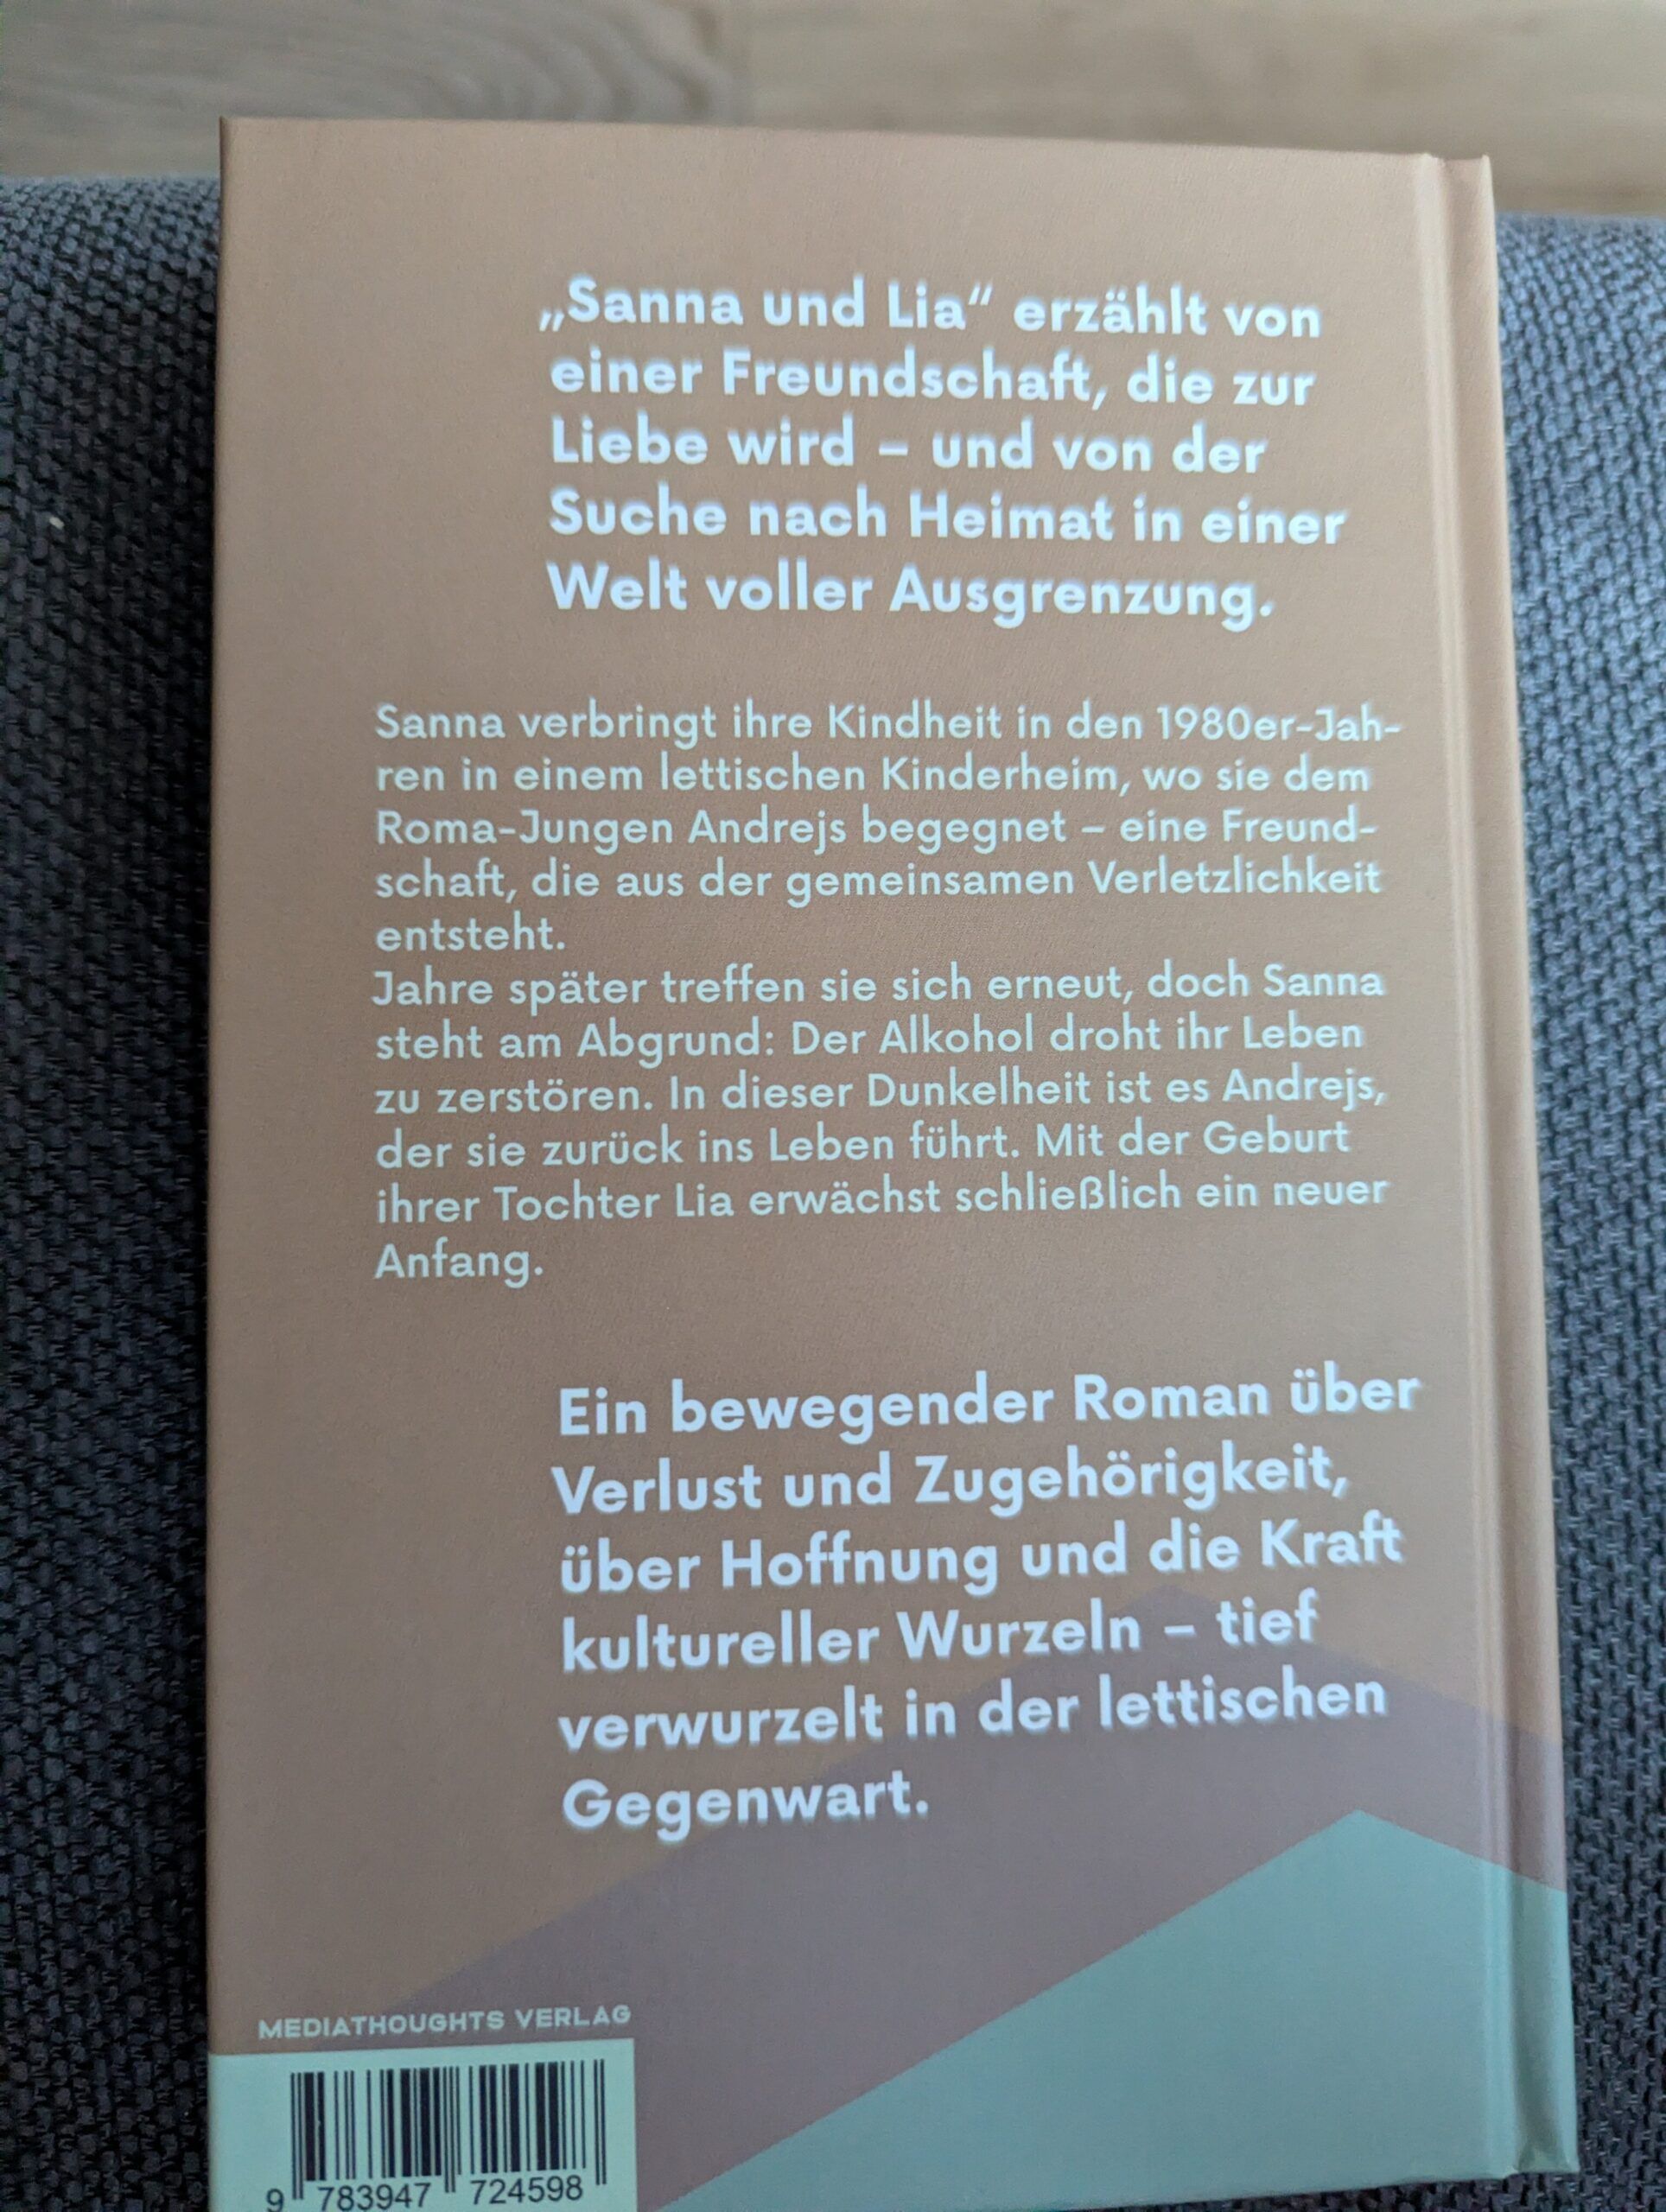 „Sanna und Lia“ erzählt von
einer Freundschaft, die zur
Liebe wird – und von der
Suche nach Heimat in einer
Welt voller Ausgrenzung.
Sanna verbringt ihre Kindheit in den 1980er-Jah-
ren in einem lettischen Kinderheim, wo sie dem
Roma-Jungen Andrejs begegnet – eine Freund-
schaft, die aus der gemeinsamen Verletzlichkeit
entsteht.
Jahre später treffen sie sich erneut, doch Sanna
steht am Abgrund: Der Alkohol droht ihr Leben
zu zerstören. In dieser Dunkelheit ist es Andrejs,
der sie zurück ins Leben führt. Mit der Geburt
ihrer Tochter Lia erwächst schließlich ein neuer
Anfang.
Ein bewegender Roman über
Verlust und Zugehörigkeit,
über Hoffnung und die Kraft
kultureller Wurzeln – tief
verwurzelt in der lettischen
Gegenwart.
MEDIATHOUGHTS VERLAG
9 783947 724598